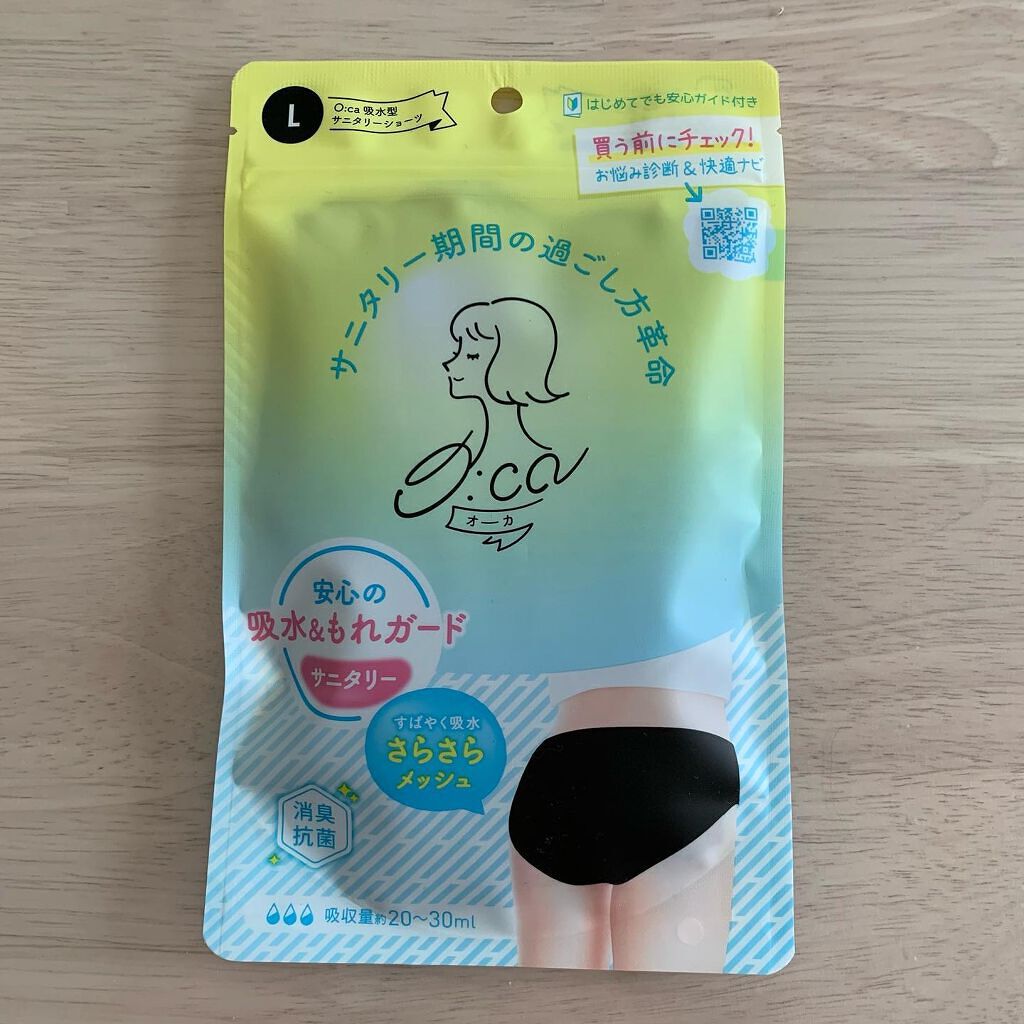 L
O:ca 吸水型
サニタリーショーツ
はじめてでも安心ガイド付き
買う前にチェック!
お悩み診断&快適ナビ
サニタリー期間の過ごし方革命
O:ca
オーカ
安心の
吸水&もれガード
サニタリー
すばやく吸水
さらさら
メッシュ
消臭
抗菌
吸収量約20〜30ml